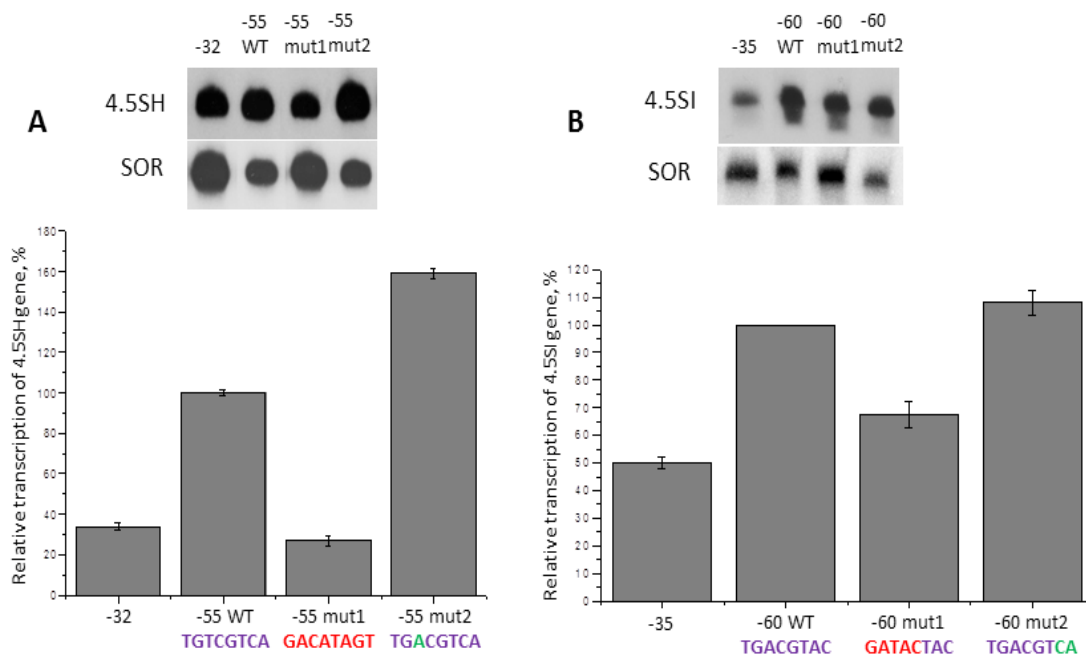 -32
-55
WT
-55
mut1
-55
mut2
4.5SH
A
SOR
Relative transcription of 4.5SH gene, %
180
160
140
120
100
80
60
40
20
0
-32
-55 WT
-55 mut1
-55 mut2
TGTCGTCA
GACATAGT
TGACGTCA
-35
-60
WT
-60
mut1
-60
mut2
4.5SI
B
SOR
Relative transcription of 4.5SI gene, %
120
110
100
90
80
70
60
50
40
30
20
10
0
-35
-60 WT
-60 mut1
-60 mut2
TGACGTAC
GATACTAC
TGACGTCA